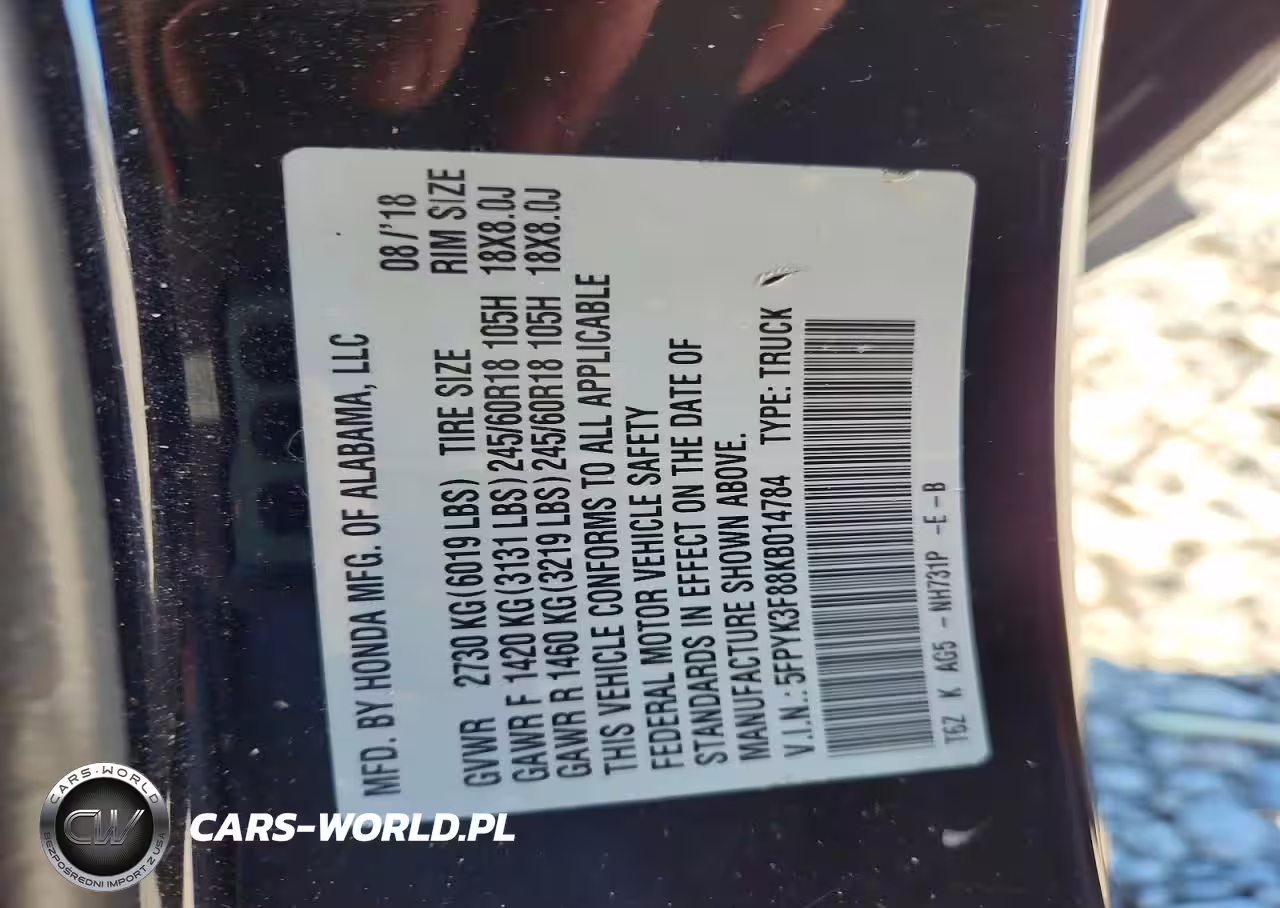 MFD. BY HONDA MFG. OF ALABAMA, LLC
08/'18
GVWR 2730 KG(6019 LBS) TIRE SIZE RIM SIZE
GAWR F 1420 KG(3131 LBS) 245/60R18 105H 18X8.0J
GAWR R 1460 KG(3219 LBS) 245/60R18 105H 18X8.0J
THIS VEHICLE CONFORMS TO ALL APPLICABLE
FEDERAL MOTOR VEHICLE SAFETY
STANDARDS IN EFFECT ON THE DATE OF
MANUFACTURE SHOWN ABOVE.
V.I.N.: 5FPYK3F88KB014784 TYPE: TRUCK
T6Z K AG5 -NH731P -E-B
CARS-WORLD
CW
BEZPOŚREDNI IMPORT Z USA
CARS-WORLD.PL